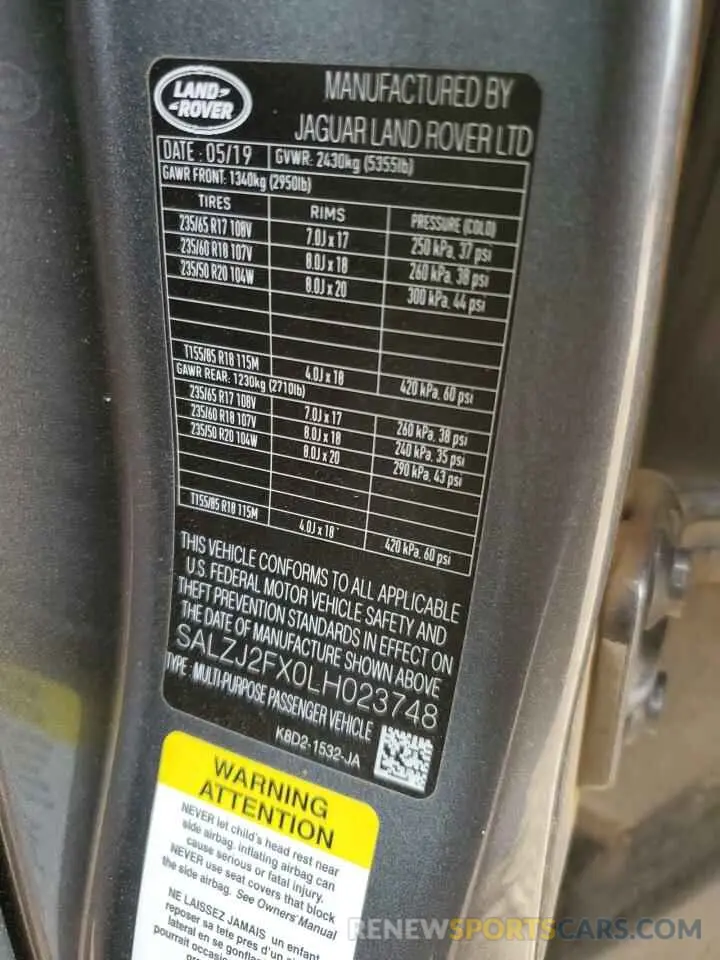 LAND-
-ROVER
MANUFACTURED BY
JAGUAR LAND ROVER LTD
DATE : 05/19 GVWR: 2430kg (5355lb)
GAWR FRONT: 1340kg (2950lb)
TIRES RIMS PRESSURE (COLD)
235/65 R17 108V 7.0J x 17 250 kPa, 37 psi
235/60 R18 107V 8.0J x 18 260 kPa, 38 psi
235/50 R20 104W 8.0J x 20 300 kPa, 44 psi
T155/85 R18 115M 4.0J x 18 420 kPa, 60 psi
GAWR REAR: 1230kg (2710lb)
235/65 R17 108V 7.0J x 17 260 kPa, 38 psi
235/60 R18 107V 8.0J x 18 240 kPa, 35 psi
235/50 R20 104W 8.0J x 20 290 kPa, 43 psi
T155/85 R18 115M 4.0J x 18 420 kPa, 60 psi
THIS VEHICLE CONFORMS TO ALL APPLICABLE
U.S. FEDERAL MOTOR VEHICLE SAFETY AND
THEFT PREVENTION STANDARDS IN EFFECT ON
THE DATE OF MANUFACTURE SHOWN ABOVE
SALZJ2FX0LH023748
TYPE : MULTI-PURPOSE PASSENGER VEHICLE
K8D2-1532-JA
WARNING
ATTENTION
NEVER let child's head rest near
side airbag. inflating airbag can
cause serious or fatal injury.
NEVER use seat covers that block
the side airbag. See Owners' Manual
NE LAISSEZ JAMAIS un enfant
reposer sa tete pres d'un
lateral en se gonflant
pourrait occasion
RENEWSPORTSCARS.COM